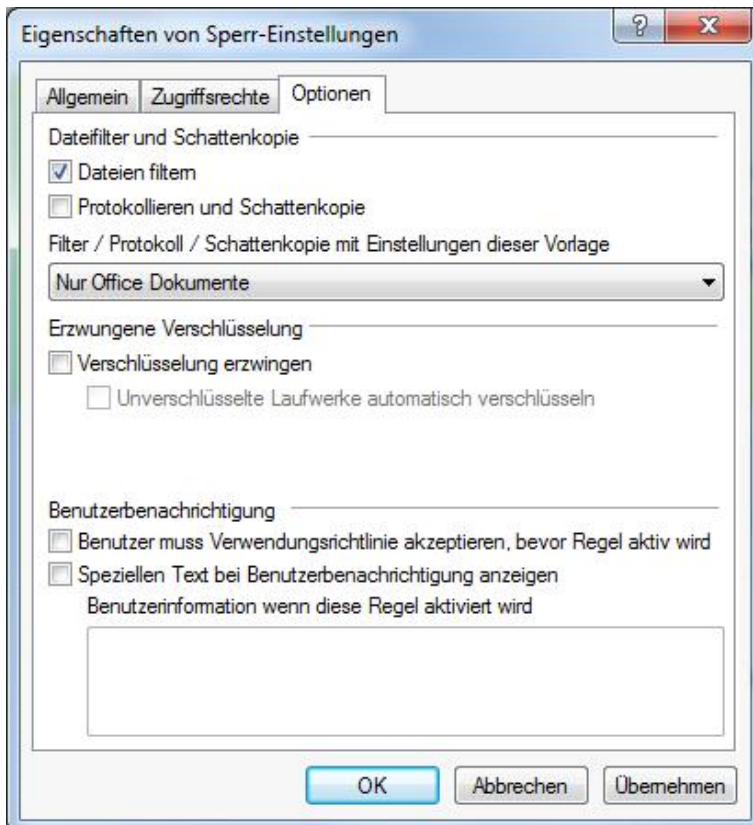 Eigenschaften von Sperr-Einstellungen
?
X
Allgemein Zugriffsrechte Optionen
Dateifilter und Schattenkopie
Dateien filtern
Protokollieren und Schattenkopie
Filter / Protokoll / Schattenkopie mit Einstellungen dieser Vorlage
Nur Office Dokumente
Erzwungene Verschlüsselung
Verschlüsselung erzwingen
Unverschlüsselte Laufwerke automatisch verschlüsseln
Benutzerbenachrichtigung
Benutzer muss Verwendungsrichtlinie akzeptieren, bevor Regel aktiv wird
Speziellen Text bei Benutzerbenachrichtigung anzeigen
Benutzerinformation wenn diese Regel aktiviert wird
OK Abbrechen Übernehmen